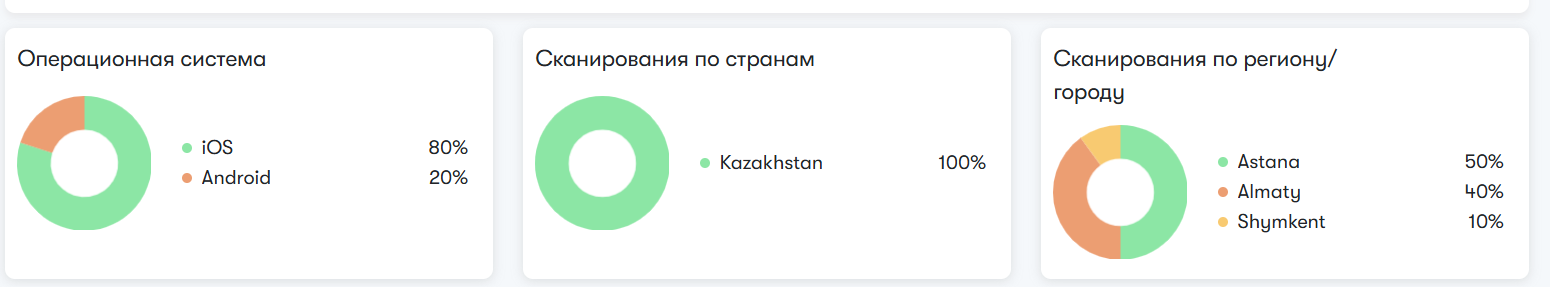 Операционная система
iOS 80%
Android 20%
Сканирования по странам
Kazakhstan 100%
Сканирования по региону/
городу
Astana 50%
Almaty 40%
Shymkent 10%